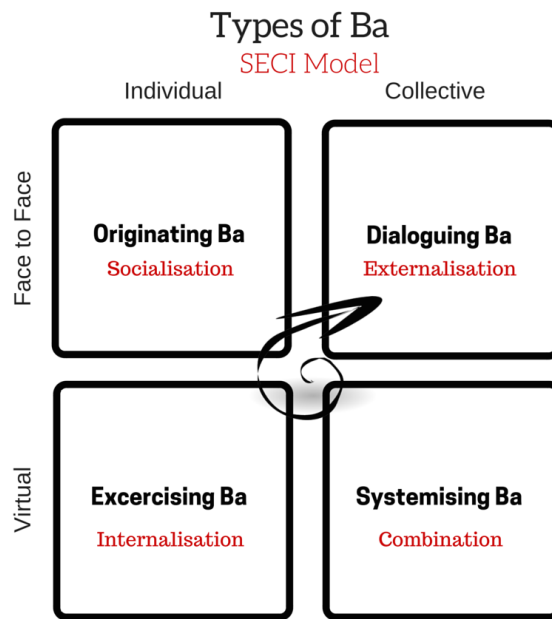 Types of Ba
SECI Model
Individual
Collective
Face to Face
Originating Ba
Socialisation
Dialoguing Ba
Externalisation
Virtual
Excercising Ba
Internalisation
Systemising Ba
Combination